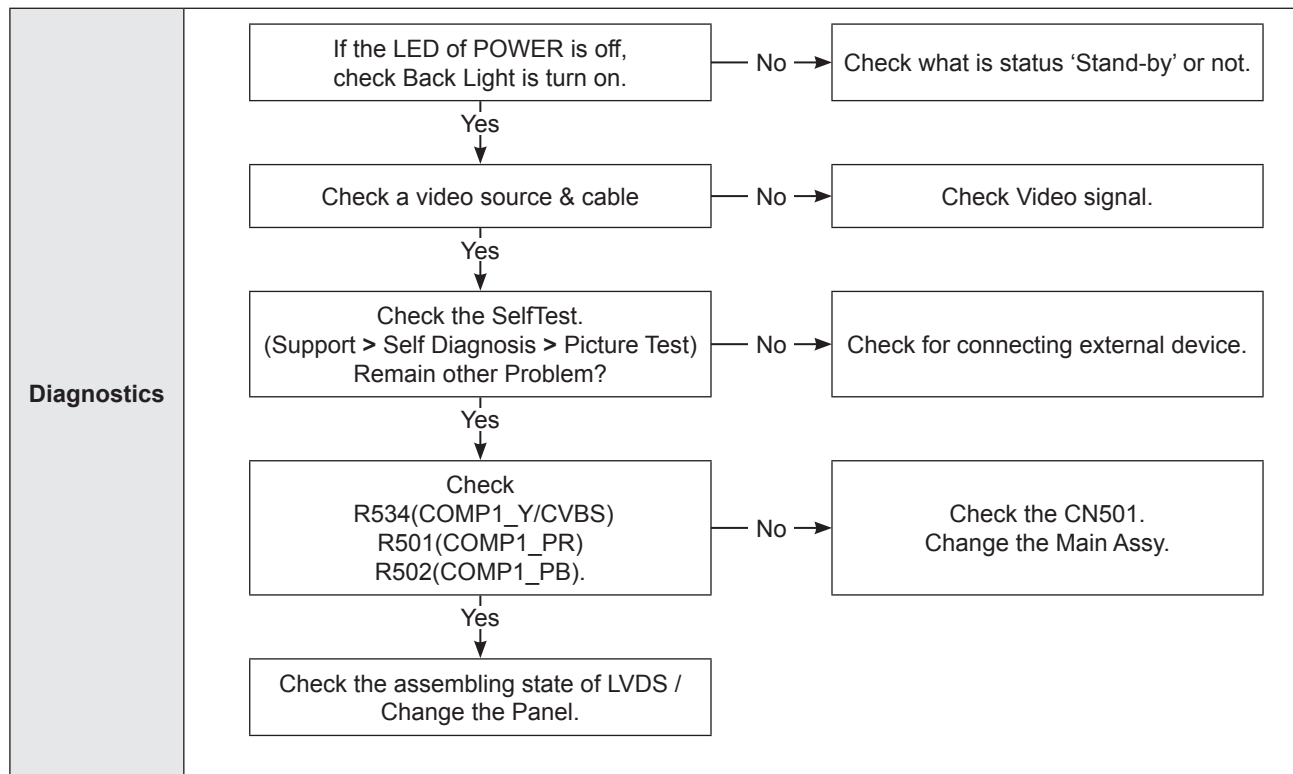 Diagnostics
If the LED of POWER is off,
check Back Light is turn on.
No
Check what is status ‘Stand-by’ or not.
Yes
Check a video source & cable
No
Check Video signal.
Yes
Check the SelfTest.
(Support > Self Diagnosis > Picture Test)
Remain other Problem?
No
Check for connecting external device.
Yes
Check
R534(COMP1_Y/CVBS)
R501(COMP1_PR)
R502(COMP1_PB).
No
Check the CN501.
Change the Main Assy.
Yes
Check the assembling state of LVDS /
Change the Panel.